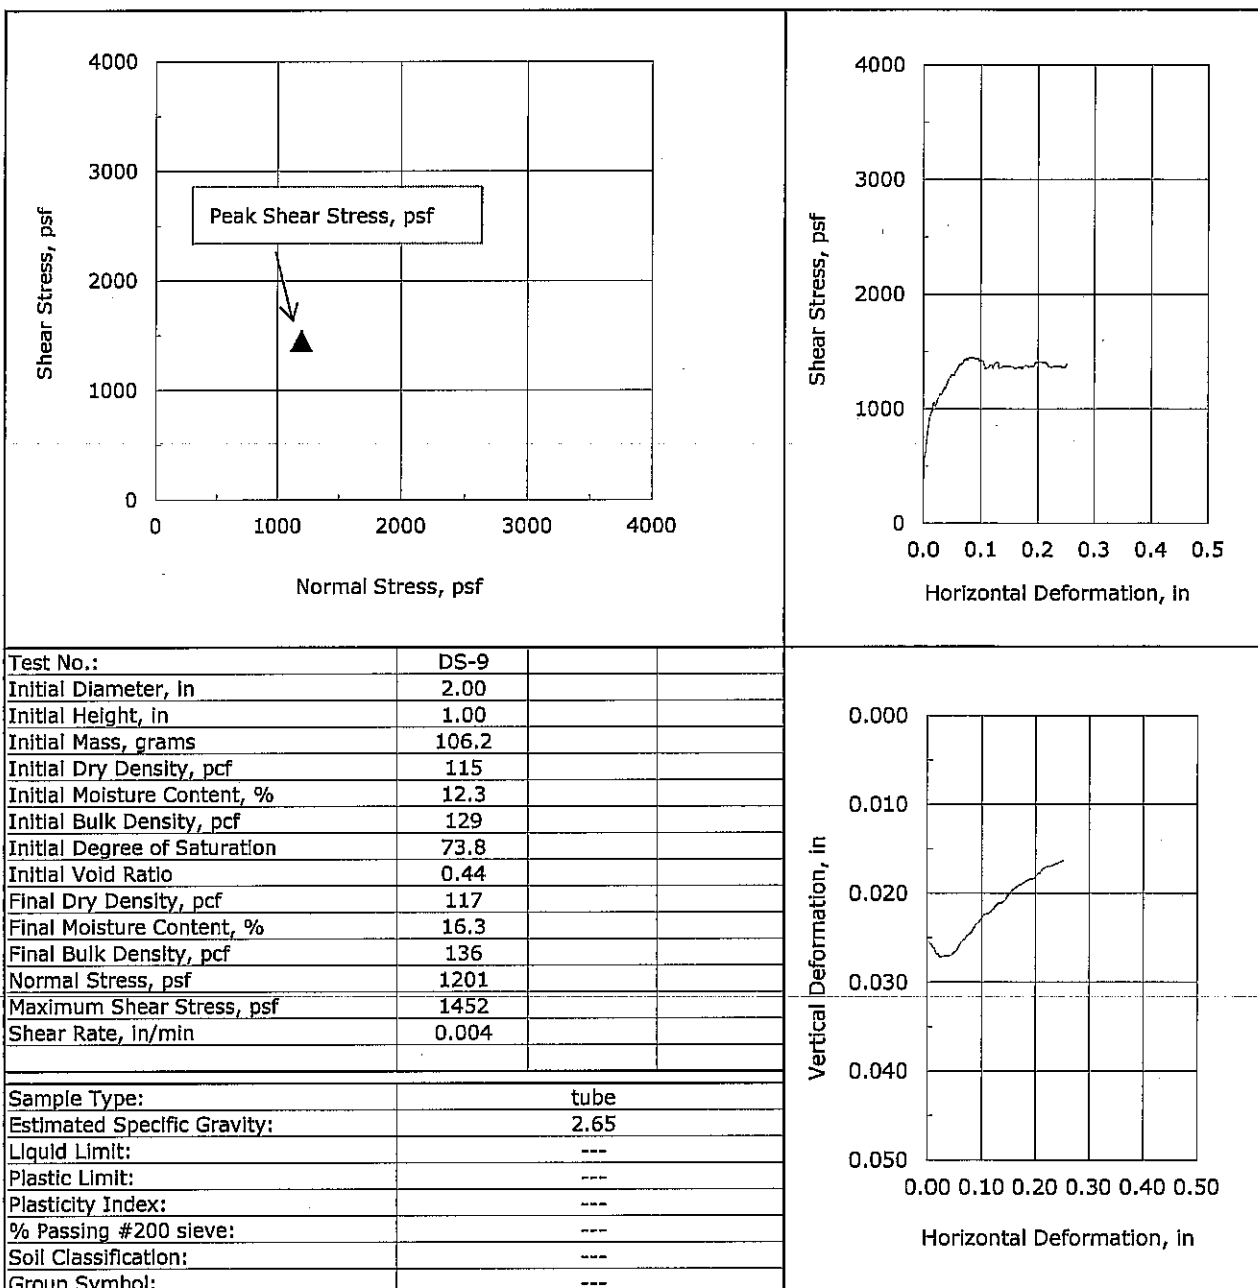 4000
3000
2000
1000
0
Shear Stress, psf
Peak Shear Stress, psf
0 1000 2000 3000 4000
Normal Stress, psf
4000
3000
2000
1000
0
Shear Stress, psf
0.0 0.1 0.2 0.3 0.4 0.5
Horizontal Deformation, in
Test No.: DS-9
Initial Diameter, in 2.00
Initial Height, in 1.00
Initial Mass, grams 106.2
Initial Dry Density, pcf 115
Initial Moisture Content, % 12.3
Initial Bulk Density, pcf 129
Initial Degree of Saturation 73.8
Initial Void Ratio 0.44
Final Dry Density, pcf 117
Final Moisture Content, % 16.3
Final Bulk Density, pcf 136
Normal Stress, psf 1201
Maximum Shear Stress, psf 1452
Shear Rate, in/min 0.004
Sample Type: tube
Estimated Specific Gravity: 2.65
Liquid Limit: ---
Plastic Limit: ---
Plasticity Index: ---
% Passing #200 sieve: ---
Soil Classification: ---
Group Symbol: ---
0.000
0.010
0.020
0.030
0.040
0.050
Vertical Deformation, in
0.00 0.10 0.20 0.30 0.40 0.50
Horizontal Deformation, in